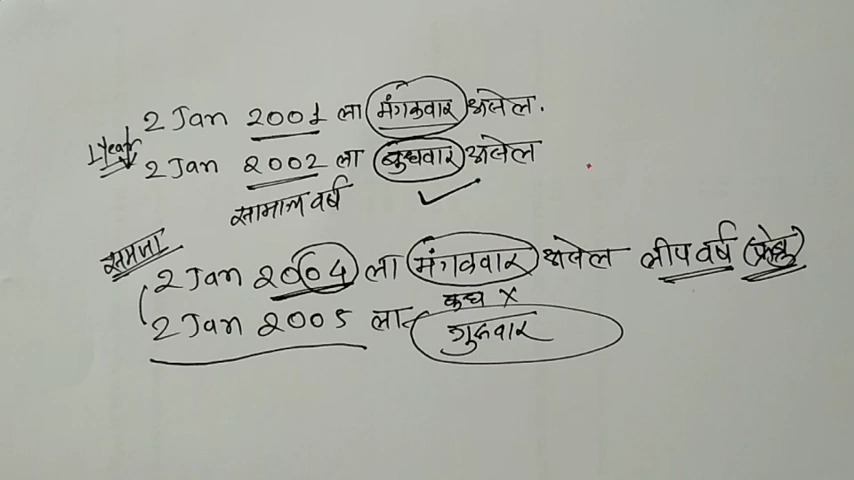 2 Jan 2001 ला मंगळवार असेल.
1 Year
2 Jan 2002 ला बुधवार असेल
सामान्य वर्ष
समजा
2 Jan 2004 ला मंगळवार असेल लीप वर्ष
बुध X
2 Jan 2005 ला गुरुवार